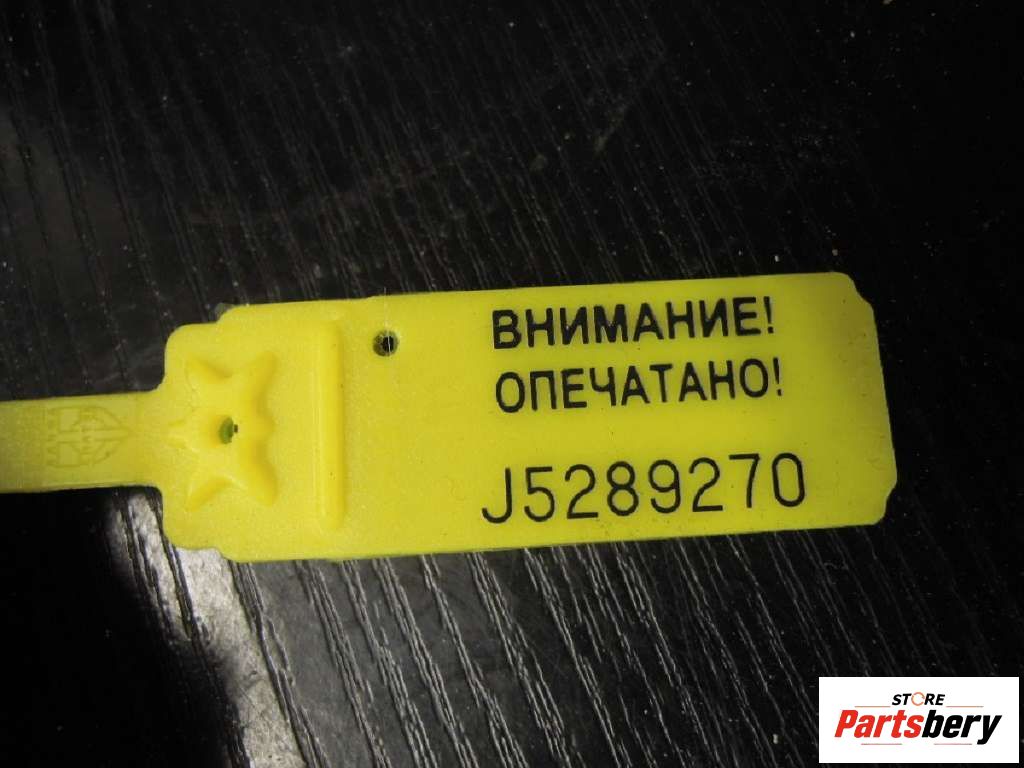 ВНИМАНИЕ!
ОПЕЧАТАНО!
J5289270
STORE
Partsbery